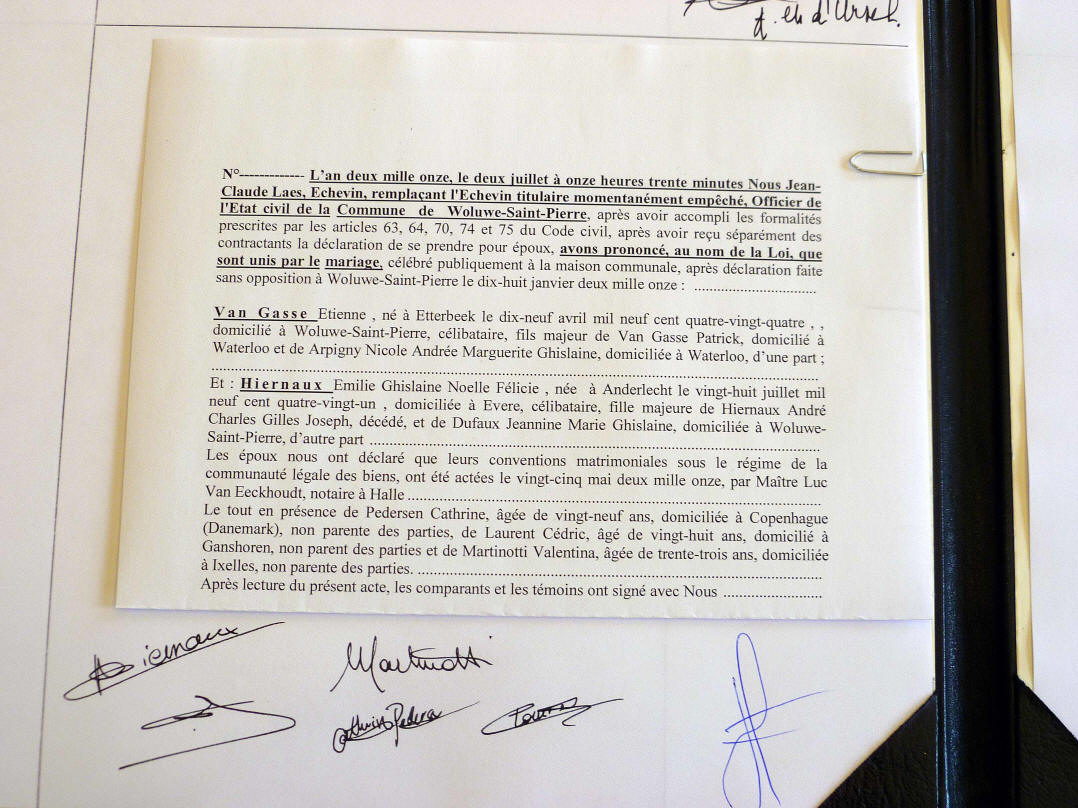 d'Ursel.
N°------------- L'an deux mille onze, le deux juillet à onze heures trente minutes Nous Jean-
Claude Laes, Echevin, remplaçant l'Echevin titulaire momentanément empêché, Officier de
l'Etat civil de la Commune de Woluwe-Saint-Pierre, après avoir accompli les formalités
prescrites par les articles 63, 64, 70, 74 et 75 du Code civil, après avoir reçu séparément des
contractants la déclaration de se prendre pour époux, avons prononcé, au nom de la Loi, que
sont unis par le mariage, célébré publiquement à la maison communale, après déclaration faite
sans opposition à Woluwe-Saint-Pierre le dix-huit janvier deux mille onze : ................................
Van Gasse Etienne , né à Etterbeek le dix-neuf avril mil neuf cent quatre-vingt-quatre , ,
domicilié à Woluwe-Saint-Pierre, célibataire, fils majeur de Van Gasse Patrick, domicilié à
Waterloo et de Arpigny Nicole Andrée Marguerite Ghislaine, domiciliée à Waterloo, d'une part ;
Et : Hiernaux Emilie Ghislaine Noelle Félicie , née à Anderlecht le vingt-huit juillet mil
neuf cent quatre-vingt-un , domiciliée à Evere, célibataire, fille majeure de Hiernaux André
Charles Gilles Joseph, décédé, et de Dufaux Jeannine Marie Ghislaine, domiciliée à Woluwe-
Saint-Pierre, d'autre part ................................
Les époux nous ont déclaré que leurs conventions matrimoniales sous le régime de la
communauté légale des biens, ont été actées le vingt-cinq mai deux mille onze, par Maître Luc
Van Eeckhoudt, notaire à Halle ................................
Le tout en présence de Pedersen Cathrine, âgée de vingt-neuf ans, domiciliée à Copenhague
(Danemark), non parente des parties, de Laurent Cédric, âgé de vingt-huit ans, domicilié à
Ganshoren, non parent des parties et de Martinotti Valentina, âgée de trente-trois ans, domiciliée
à Ixelles, non parente des parties. ................................
Après lecture du présent acte, les comparants et les témoins ont signé avec Nous ..........................
Hiernaux
Martinotti